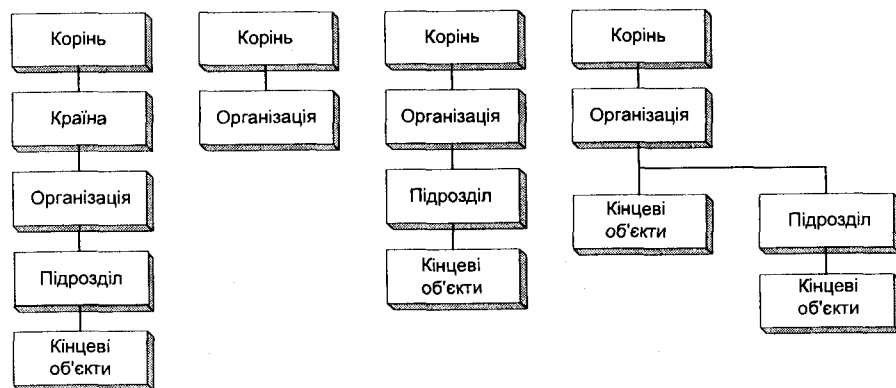 Корінь
Країна
Організація
Підрозділ
Кінцеві
об'єкти
Корінь
Організація
Корінь
Організація
Підрозділ
Кінцеві
об'єкти
Корінь
Організація
Кінцеві
об'єкти
Підрозділ
Кінцеві
об'єкти